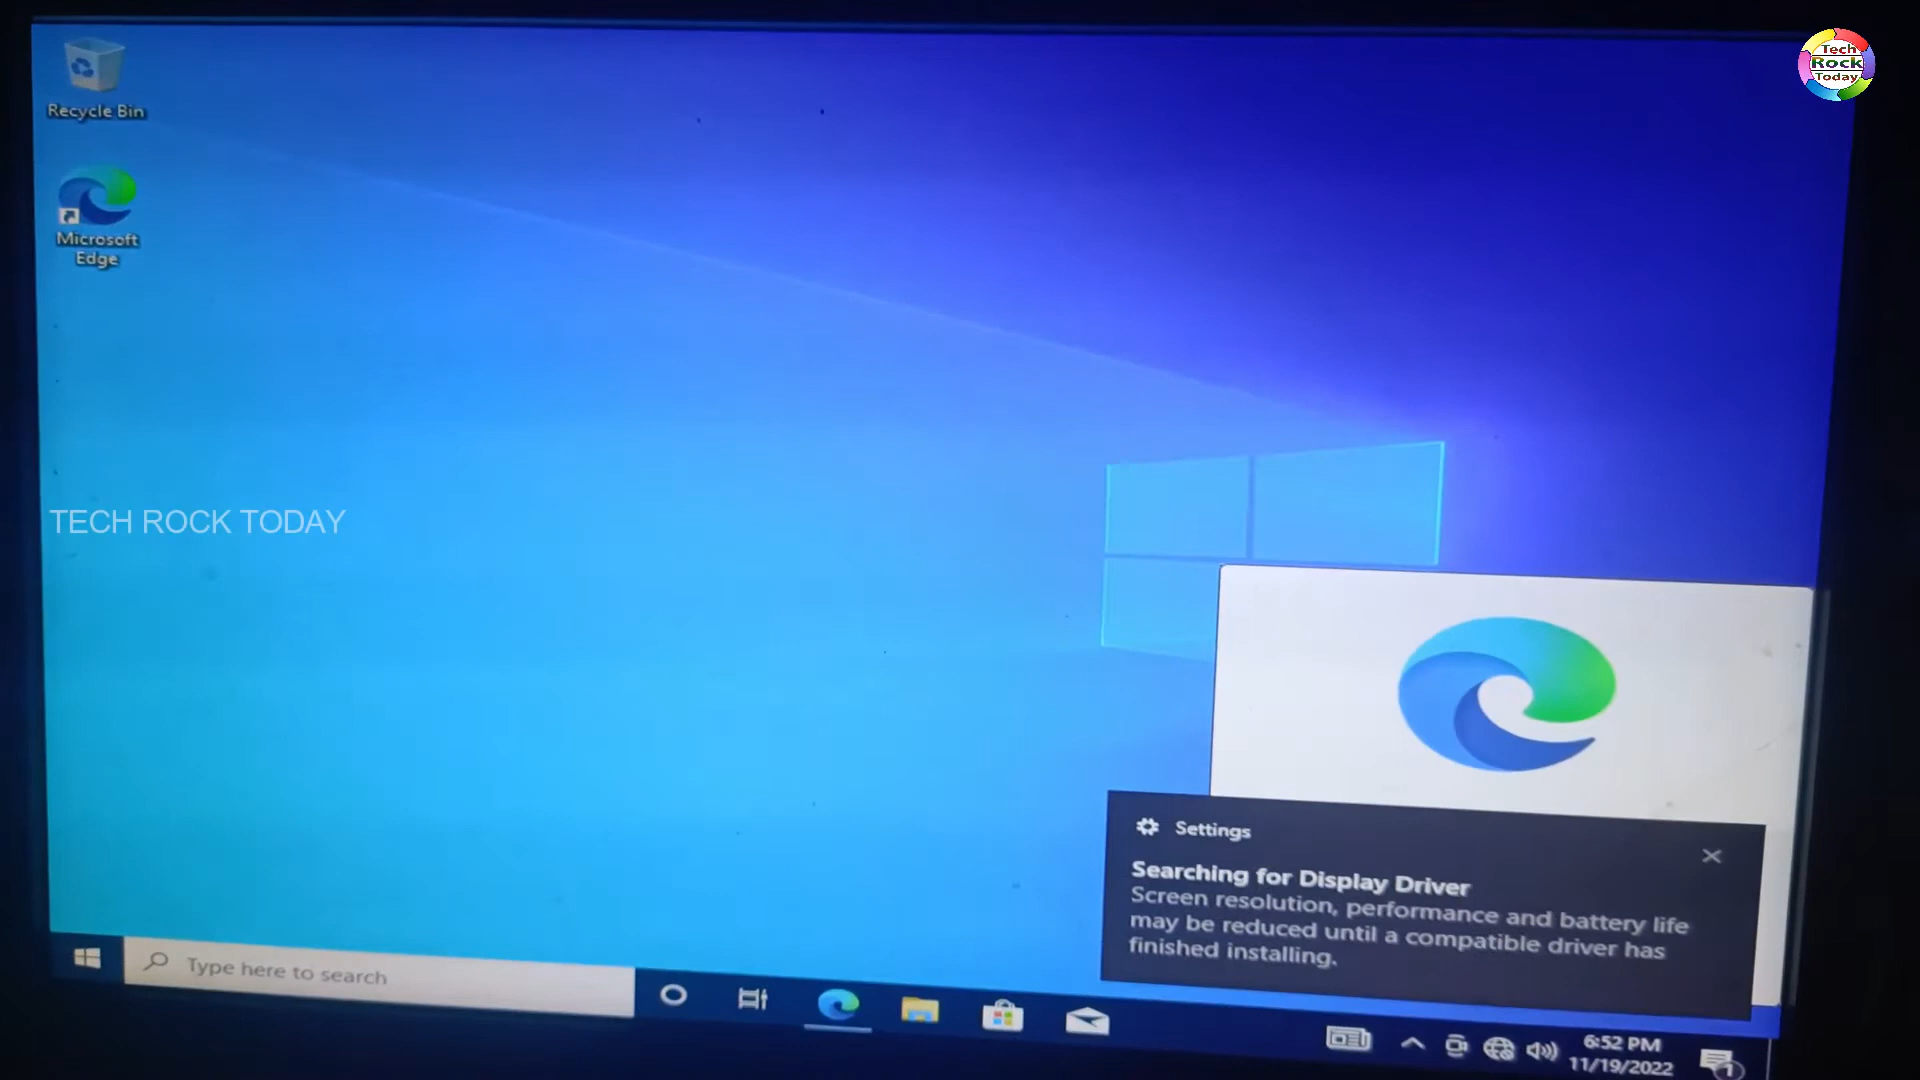 Tech
Rock
Today
Recycle Bin
Microsoft
Edge
TECH ROCK TODAY
Settings
Searching for Display Driver
Screen resolution, performance and battery life
may be reduced until a compatible driver has
finished installing.
Type here to search
6:52 PM
11/19/2022
1